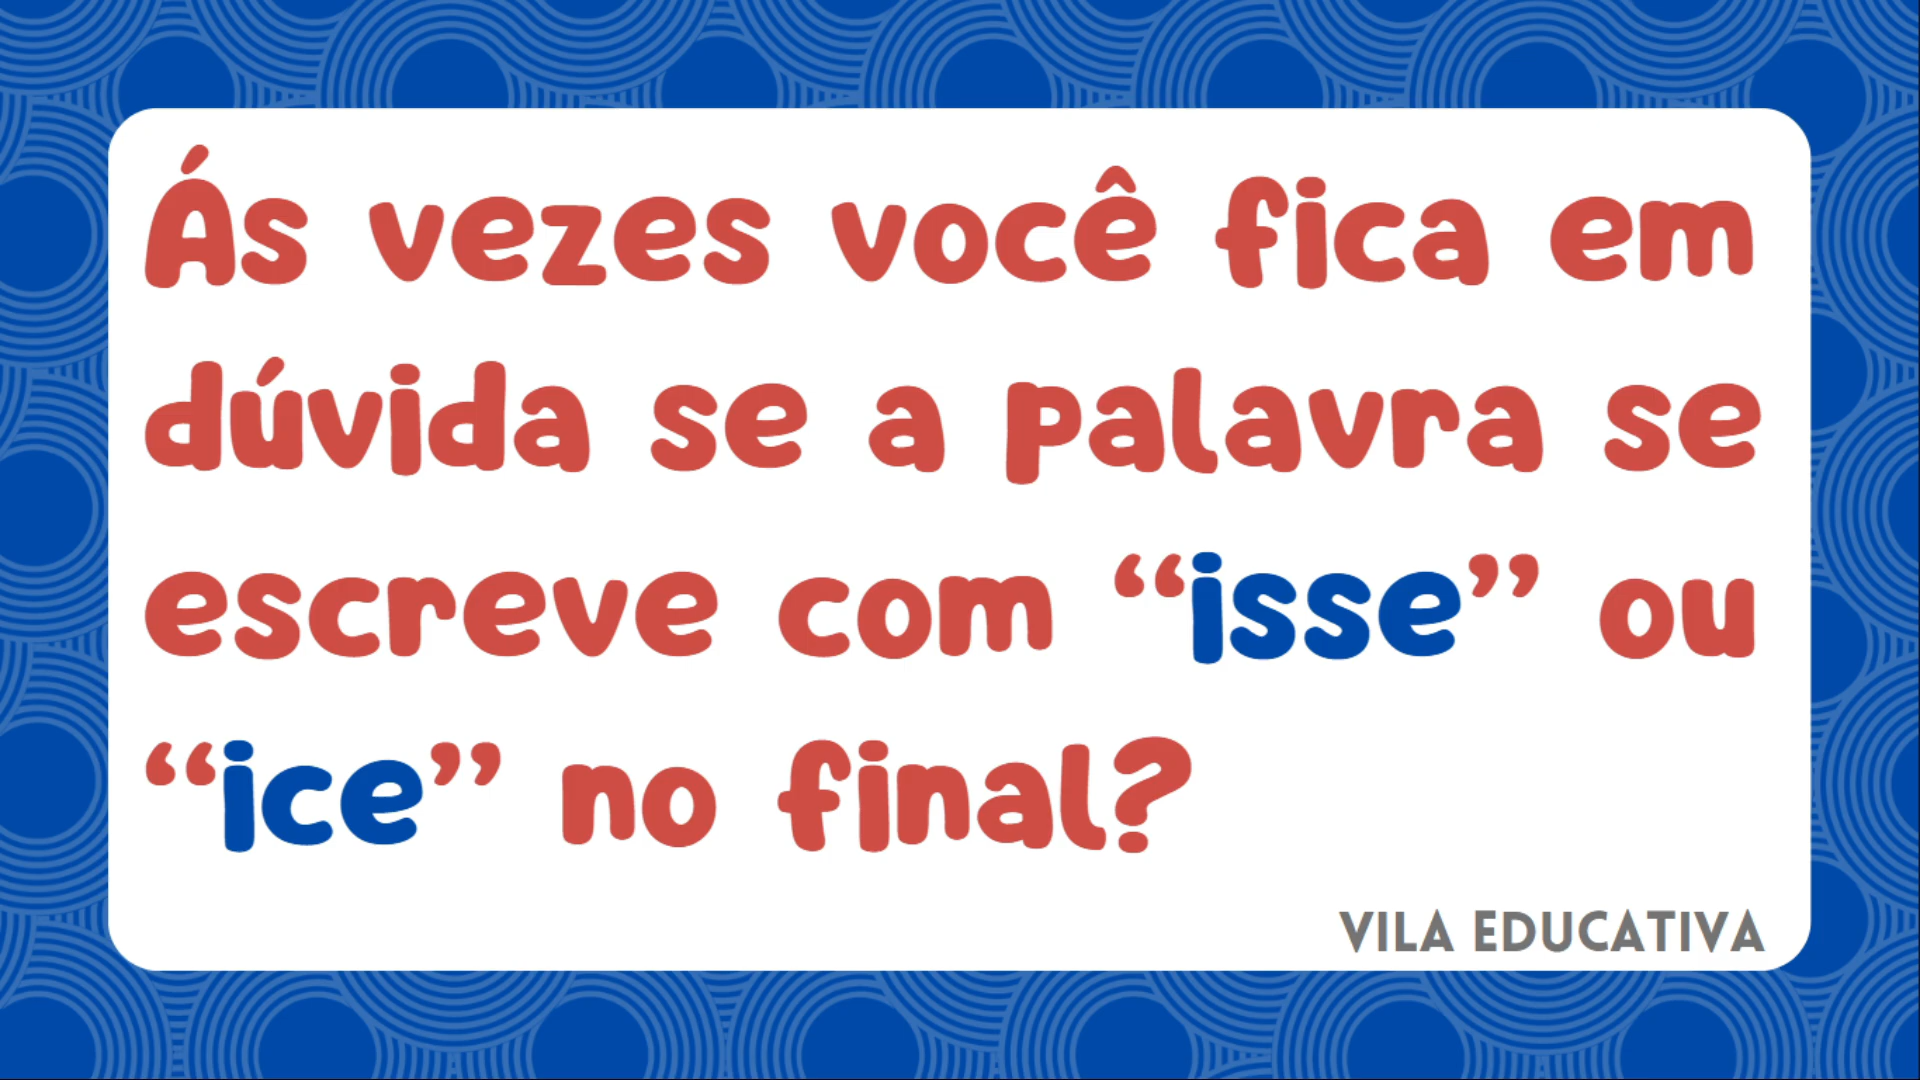 Ás vezes você fica em
dúvida se a palavra se
escreve com “isse” ou
“ice” no final?
VILA EDUCATIVA